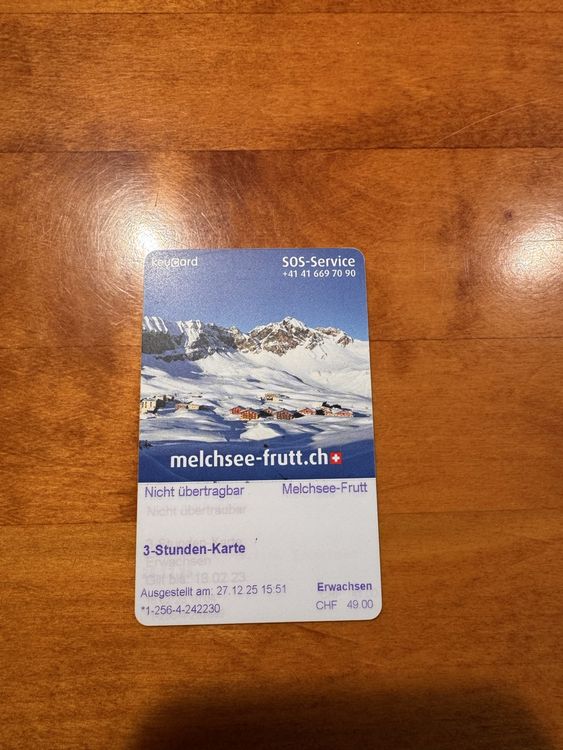 keycard
SOS-Service
+41 41 669 70 90
melchsee-frutt.ch
Nicht übertragbar Melchsee-Frutt
Nicht übertragbar
3-Stunden-Karte
Erwachsen
Ausgestellt am: 27.12.25 15:51 Erwachsen
*1-256-4-242230 CHF 49.00